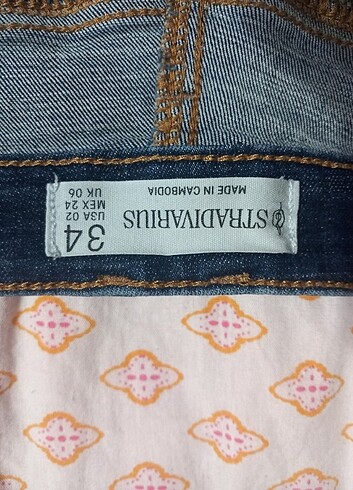 STRADIVARIUS
MADE IN CAMBODIA
34
USA 02
MEX 24
UK 06